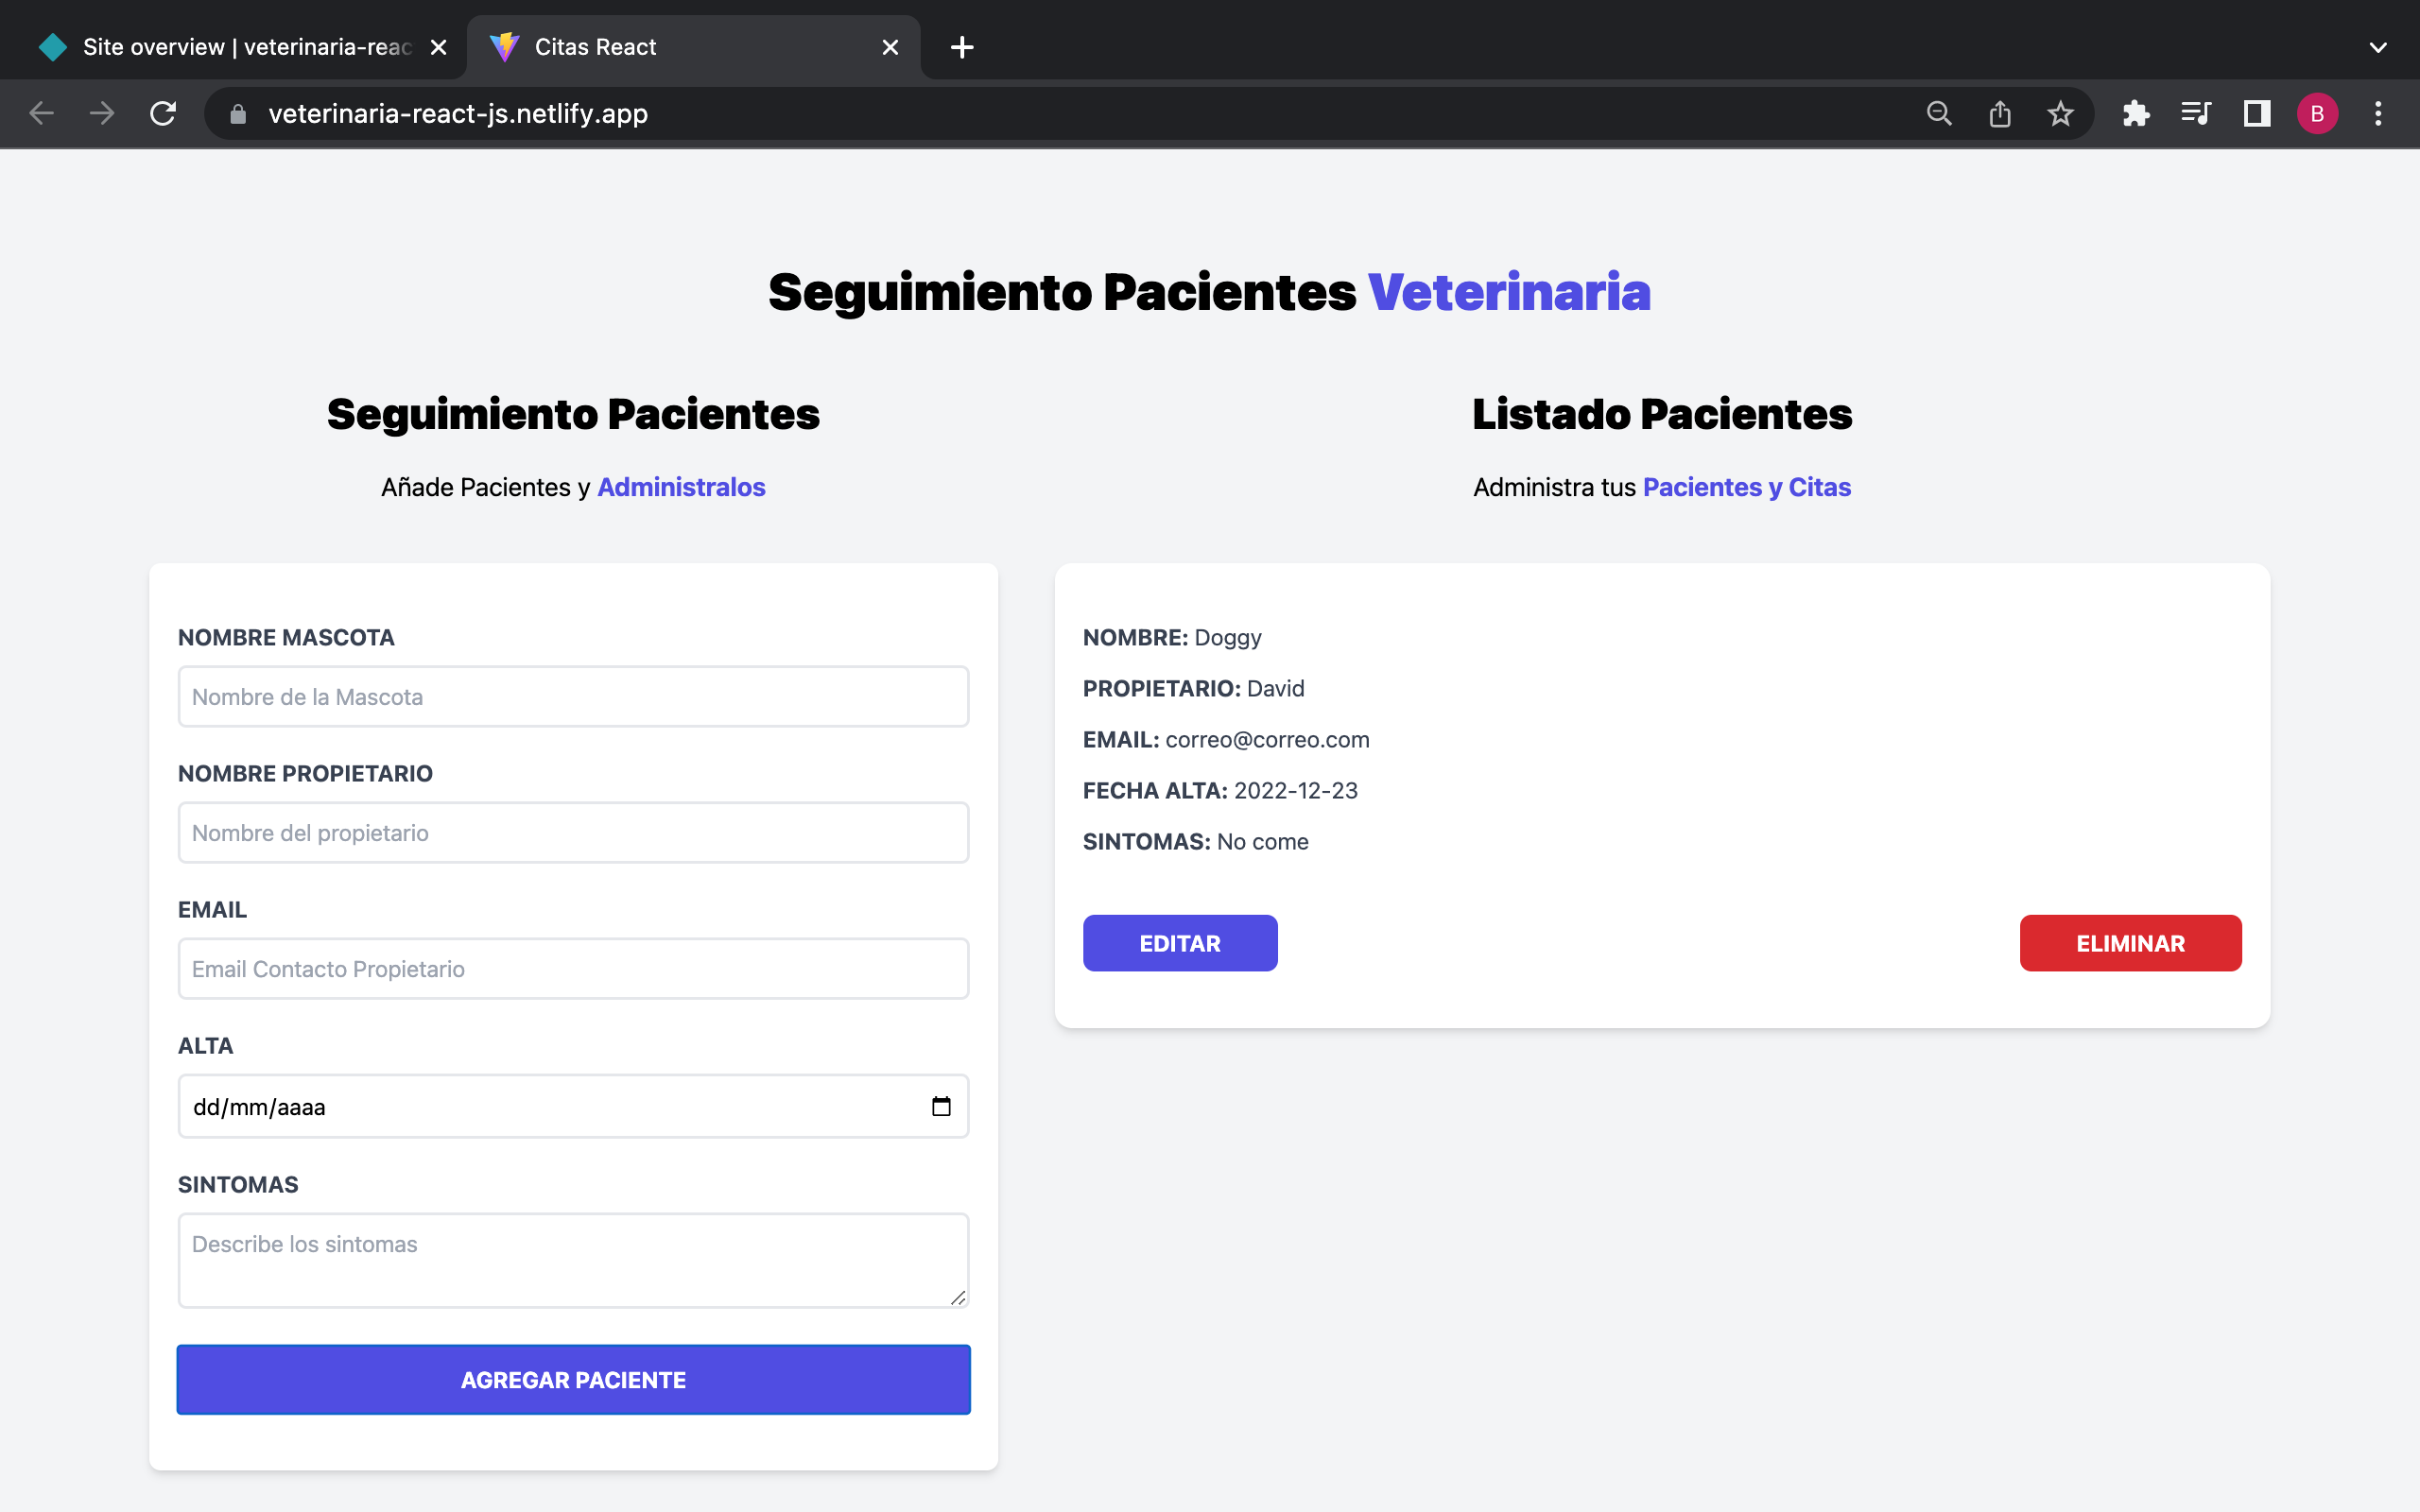 Site overview | veterinaria-reac
Citas React
veterinaria-react-js.netlify.app
B
Seguimiento Pacientes Veterinaria
Seguimiento Pacientes
Añade Pacientes y Administralos
NOMBRE MASCOTA
Nombre de la Mascota
NOMBRE PROPIETARIO
Nombre del propietario
EMAIL
Email Contacto Propietario
ALTA
dd/mm/aaaa
SINTOMAS
Describe los sintomas
AGREGAR PACIENTE
Listado Pacientes
Administra tus Pacientes y Citas
NOMBRE: Doggy
PROPIETARIO: David
EMAIL: correo@correo.com
FECHA ALTA: 2022-12-23
SINTOMAS: No come
EDITAR
ELIMINAR